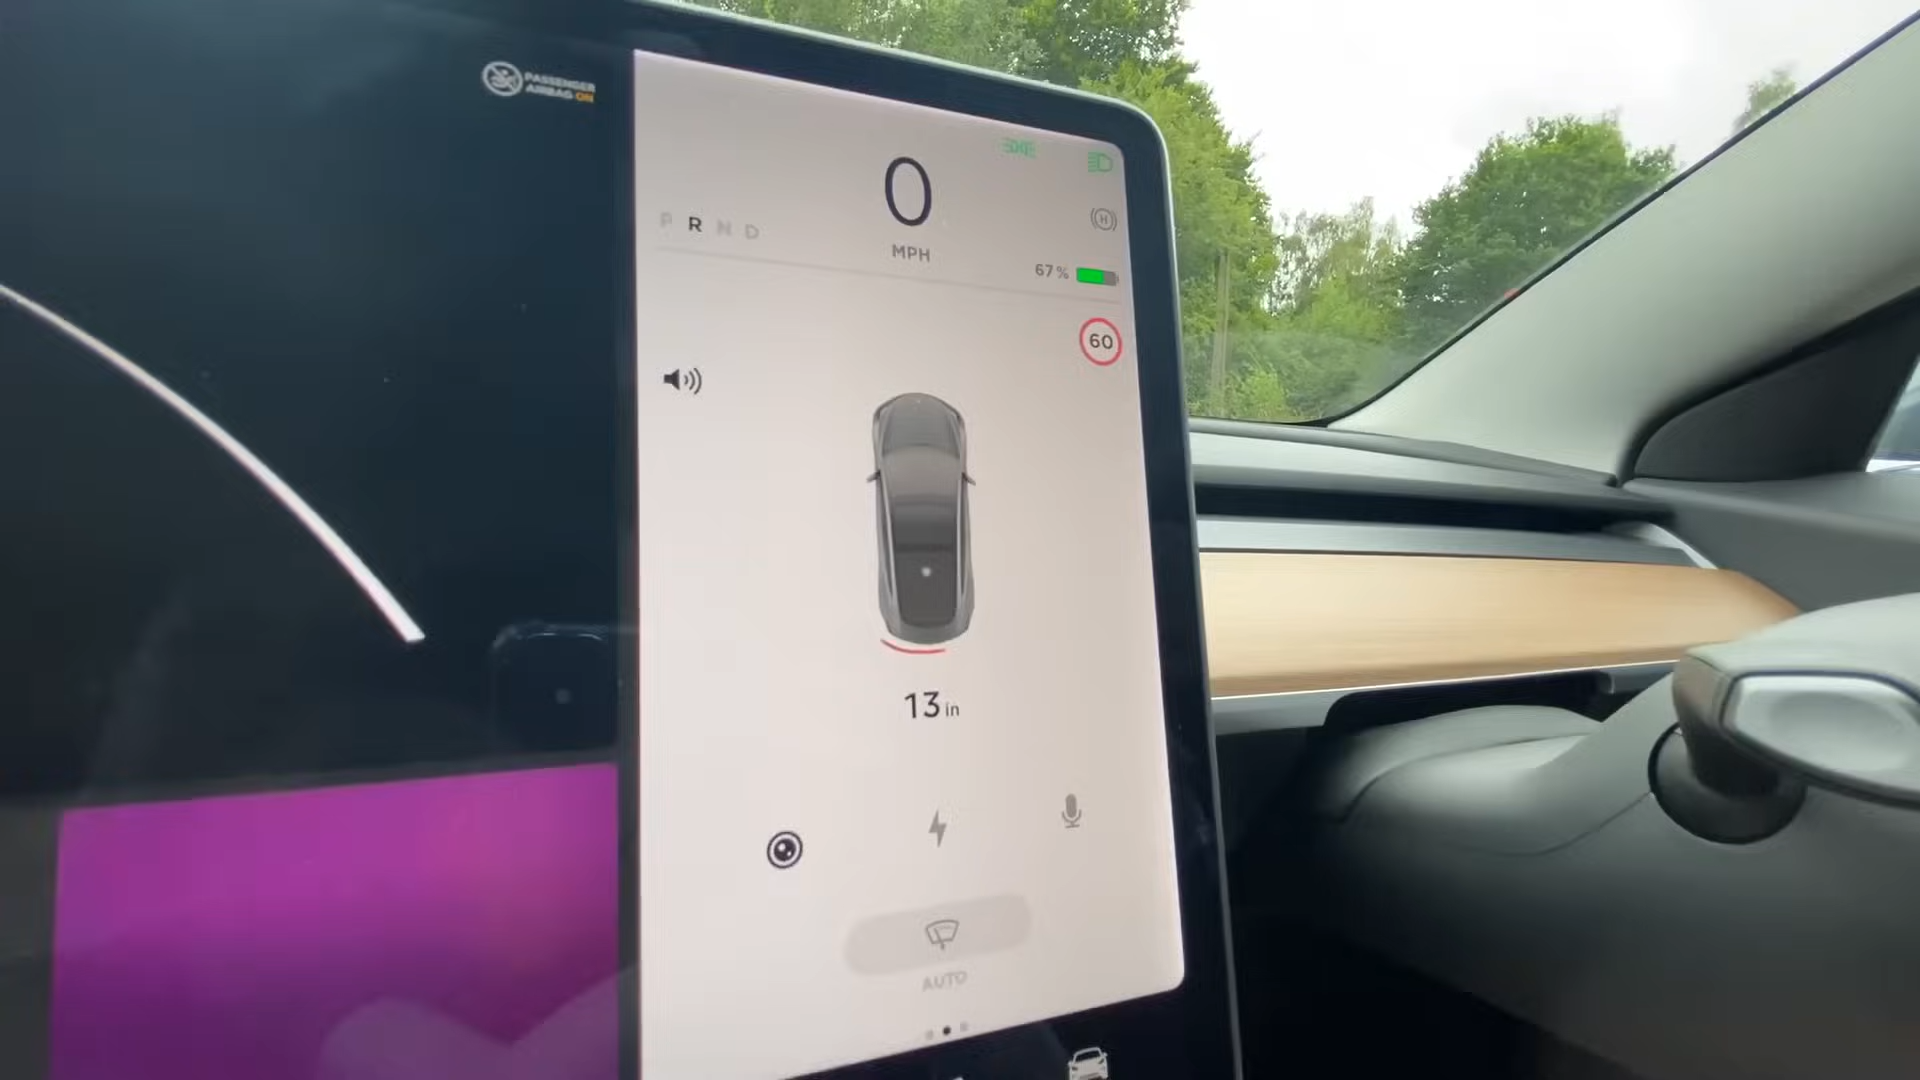 PASSENGER
AIRBAG ON
0
MPH
P R N D
H
67%
60
13 in
AUTO